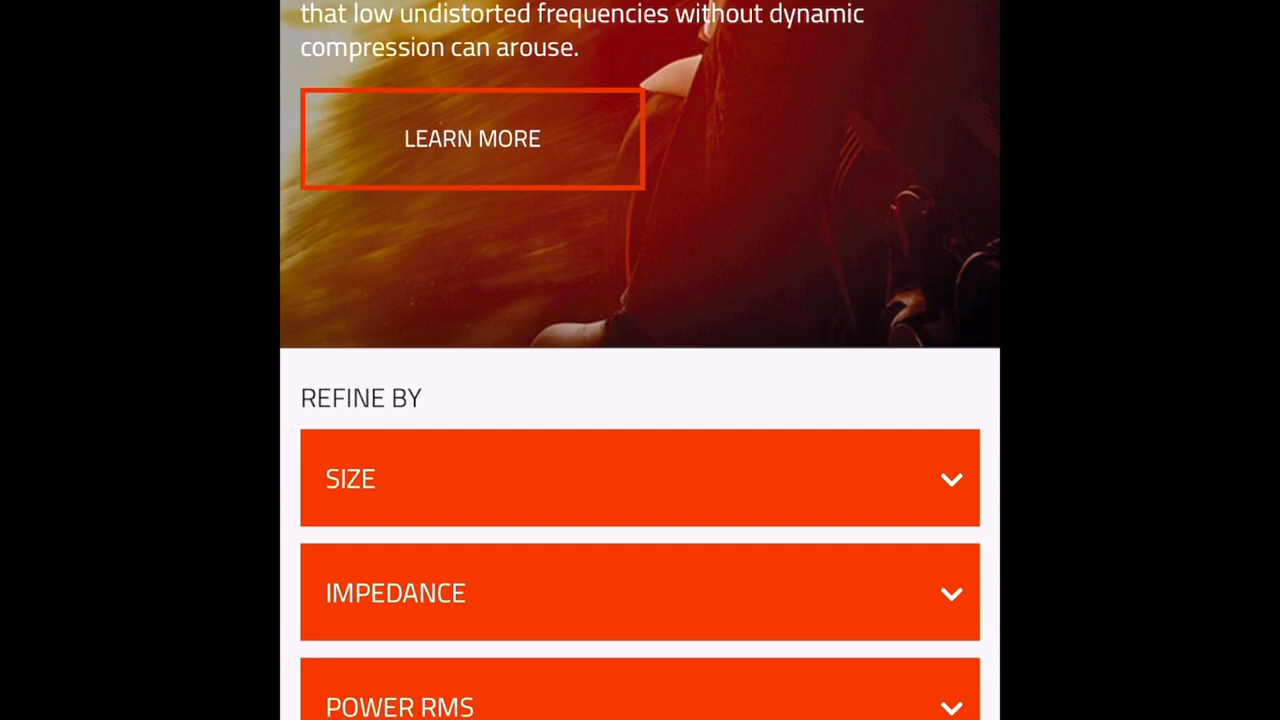 that low undistorted frequencies without dynamic
compression can arouse.
LEARN MORE
REFINE BY
SIZE
IMPEDANCE
POWER RMS